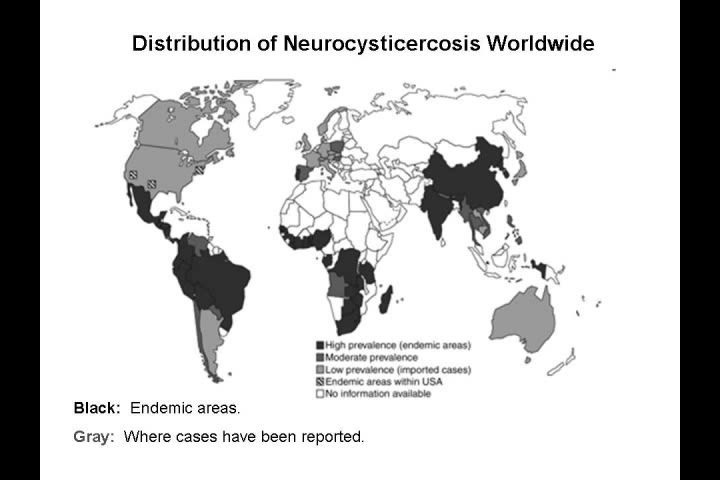 Distribution of Neurocysticercosis Worldwide
High prevalence (endemic areas)
Moderate prevalence
Low prevalence (imported cases)
Endemic areas within USA
No information available
Black: Endemic areas.
Gray: Where cases have been reported.